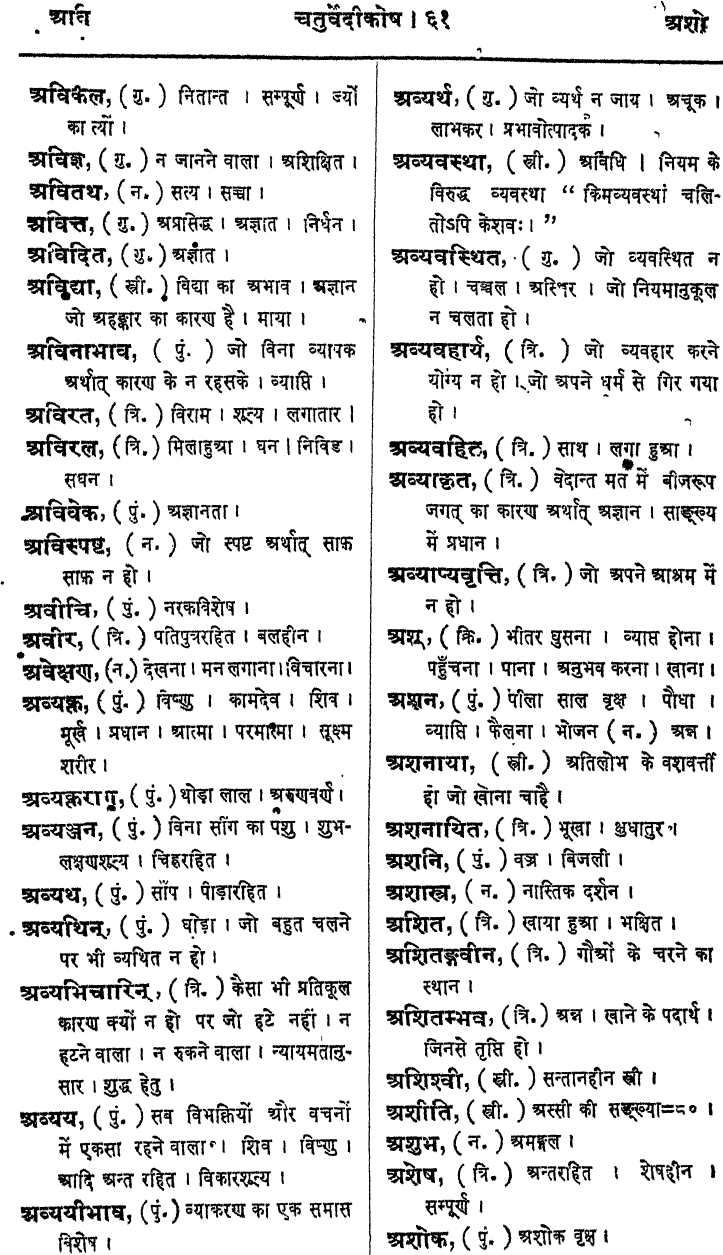 अवि
चतुर्वेदीकोष । ६१
अशो
अविकल, ( गु. ) नितान्त । सम्पूर्ण । ज्यों
का त्यों ।
अविज्ञ, ( गु. ) न जानने वाला । अशिक्षित ।
अवितथ, ( न. ) सत्य । सच्चा ।
अवित्त, ( गु. ) अप्रासिद्ध । अज्ञात । निर्धन ।
अविदित, ( गु. ) अज्ञात ।
अविद्या, ( स्त्री. ) विद्या का अभाव । अज्ञान
जो अहङ्कार का कारण है । माया ।
अविनाभाव, ( पुं. ) जो विना व्यापक
अर्थात् कारण के न रहसके । व्याप्ति ।
अविरत, ( त्रि. ) विराम । शून्य । लगातार ।
अविरल, ( त्रि. ) मिलाहुआ । घन । निविड ।
सघन ।
अविवेक, ( पुं. ) अज्ञानता ।
अविस्पष्ट, ( न. ) जो स्पष्ट अर्थात् साफ़
साफ़ न हो ।
अवीचि, ( पुं. ) नरकविशेष ।
अवीर, ( त्रि. ) पतिपुत्ररहित । बलहीन ।
अवेक्षण, (न.) देखना । मन लगाना । विचारना ।
अव्यक्त, ( पुं. ) विष्णु । कामदेव । शिव ।
मूर्ख । प्रधान । आत्मा । परमात्मा । सूक्ष्म
शरीर ।
अव्यक्तराग, ( पुं. ) थोड़ा लाल । अरुणवर्ण ।
अव्यञ्जन, ( पुं. ) विना सींग का पशु । शुभ-
लक्षणशून्य । चिह्नरहित ।
अव्यथ, ( पुं. ) साँप । पीड़ारहित ।
अव्यथिन्, ( पुं. ) घोड़ा । जो बहुत चलने
पर भी व्यथित न हो ।
अव्यभिचारिन्, ( त्रि. ) कैसा भी प्रतिकूल
कारण क्यों न हो पर जो हटे नहीं । न
हटने वाला । न रुकने वाला । न्यायमतानु-
सार । शुद्ध हेतु ।
अव्यय, ( पुं. ) सब विभक्तियों और वचनों
में एकसा रहने वाला । शिव । विष्णु ।
आदि अन्त रहित । विकारशून्य ।
अव्ययीभाव, (पुं.) व्याकरण का एक समास
विशेष ।
अव्यर्थ, ( गु. ) जो व्यर्थ न जाय । अचूक ।
लाभकर । प्रभावोत्पादक ।
अव्यवस्था, ( स्त्री. ) अविधि । नियम के
विरुद्ध व्यवस्था “ किमव्यवस्थां चलि-
तोऽपि केशवः । ”
अव्यवस्थित, ( गु. ) जो व्यवस्थित न
हो । चञ्चल । अस्थिर । जो नियमानुकूल
न चलता हो ।
अव्यवहार्य, ( त्रि. ) जो व्यवहार करने
योग्य न हो । जो अपने धर्म से गिर गया
हो ।
अव्यवहित, ( त्रि. ) साथ । लगा हुआ ।
अव्याकृत, ( त्रि. ) वेदान्त मत में बीजरूप
जगत् का कारण अर्थात् अज्ञान । साङ्ख्य
में प्रधान ।
अव्याप्यवृत्ति, ( त्रि. ) जो अपने आश्रम में
न हो ।
अश्, ( क्रि. ) भीतर घुसना । व्याप्त होना ।
पहुँचना । पाना । अनुभव करना । खाना ।
अशन, ( पुं. ) पीला साल वृक्ष । पौधा ।
व्याप्ति । फैलना । भोजन ( न. ) अन्न ।
अशनाया, ( स्त्री. ) अतिलोभ के वशवर्त्ती
हो जो खाना चाहै ।
अशनायित, ( त्रि. ) भूखा । क्षुधातुर ।
अशनि, ( पुं. ) वज्र । बिजली ।
अशास्त्र, ( न. ) नास्तिक दर्शन ।
अशित, ( त्रि. ) खाया हुआ । भक्षित ।
अशितङ्गवीन, ( त्रि. ) गौओं के चरने का
स्थान ।
अशितम्भव, (त्रि.) अन्न । खाने के पदार्थ ।
जिनसे तृप्ति हो ।
अशिश्वी, ( स्त्री. ) सन्तानहीन स्त्री ।
अशीति, ( स्त्री. ) अस्सी की सङ्ख्या=८० ।
अशुभ, ( न. ) अमङ्गल ।
अशेष, ( त्रि. ) अन्तरहित । शेषहीन ।
सम्पूर्ण ।
अशोक, ( पुं. ) अशोक वृक्ष ।